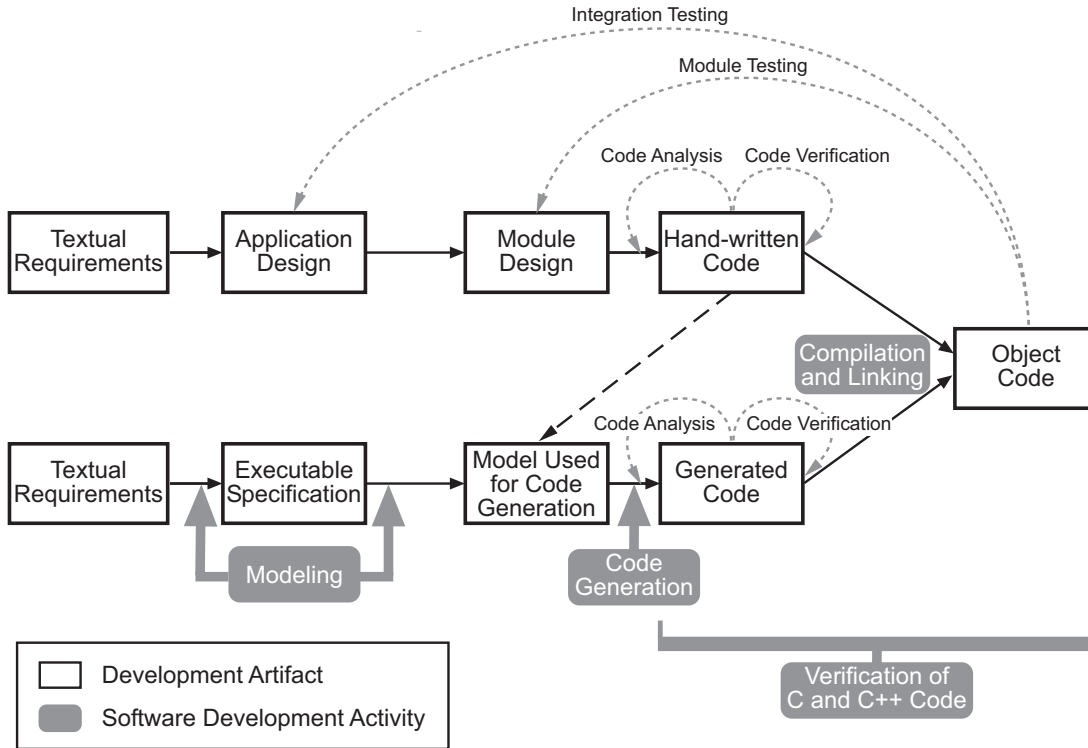 Integration Testing
Module Testing
Code Analysis
Code Verification
Textual
Requirements
Application
Design
Module
Design
Hand-written
Code
Compilation
and Linking
Object
Code
Code Analysis
Code Verification
Textual
Requirements
Executable
Specification
Model Used
for Code
Generation
Generated
Code
Modeling
Code
Generation
Development Artifact
Software Development Activity
Verification of
C and C++ Code